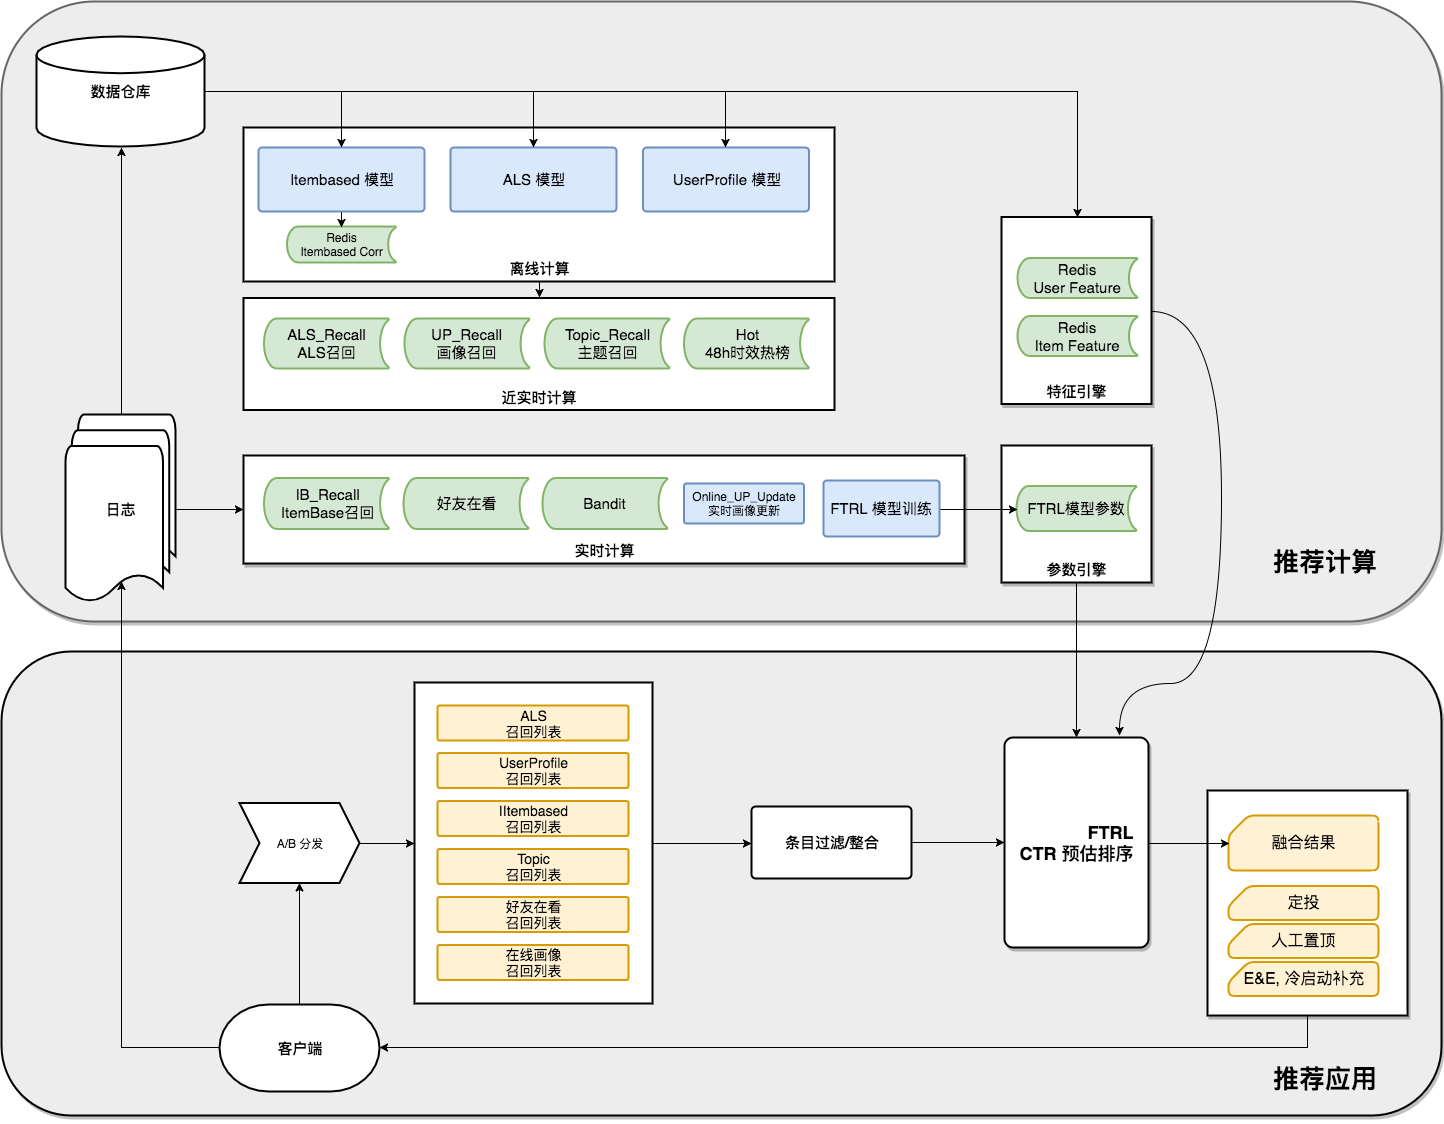 数据仓库
Itembased 模型
ALS 模型
UserProfile 模型
Redis
Itembased Corr
离线计算
ALS_Recall
ALS召回
UP_Recall
画像召回
Topic_Recall
主题召回
Hot
48h时效热榜
近实时计算
Redis
User Feature
Redis
Item Feature
特征引擎
日志
IB_Recall
ItemBase召回
好友在看
Bandit
Online_UP_Update
实时画像更新
FTRL 模型训练
实时计算
FTRL模型参数
参数引擎
推荐计算
A/B 分发
ALS
召回列表
UserProfile
召回列表
IItembased
召回列表
Topic
召回列表
好友在看
召回列表
在线画像
召回列表
条目过滤/整合
FTRL
CTR 预估排序
融合结果
定投
人工置顶
E&E, 冷启动补充
客户端
推荐应用